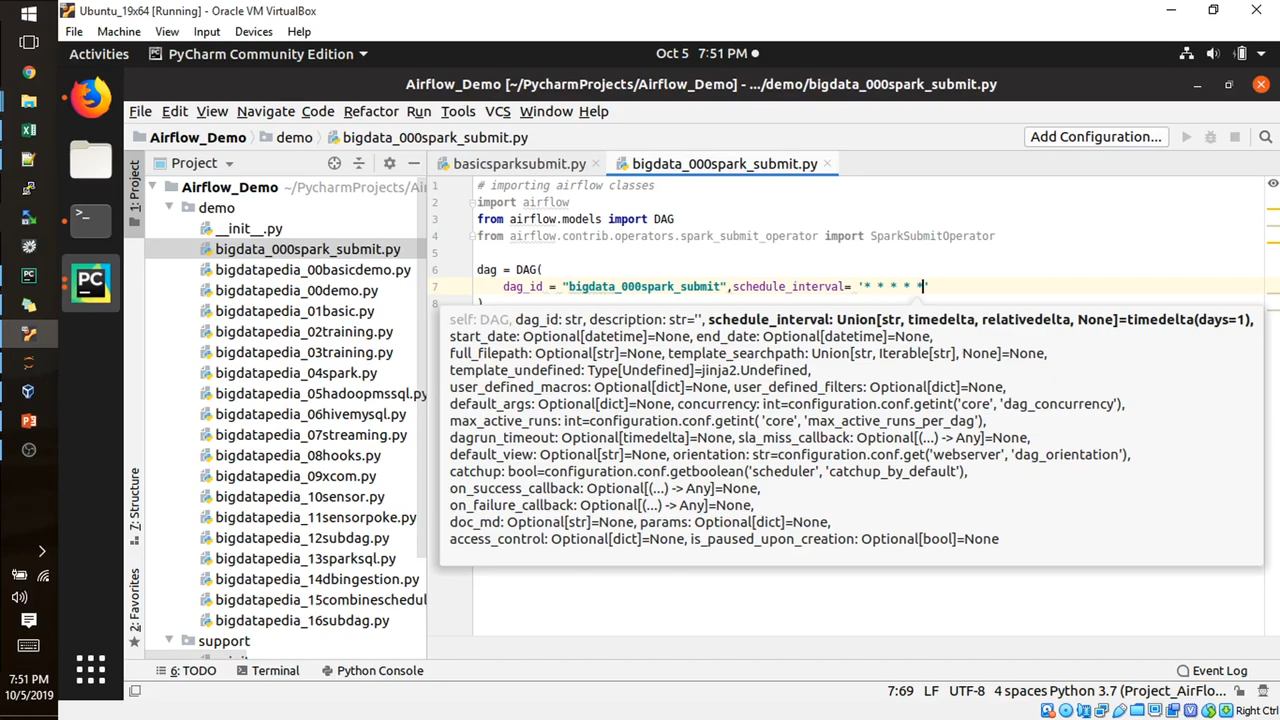 Ubuntu_19x64 [Running] - Oracle VM VirtualBox
File Machine View Input Devices Help
Activities PyCharm Community Edition Oct 5 7:51 PM
Airflow_Demo [~/PycharmProjects/Airflow_Demo] - .../demo/bigdata_000spark_submit.py
File Edit View Navigate Code Refactor Run Tools VCS Window Help
Airflow_Demo demo bigdata_000spark_submit.py Add Configuration...
1: Project
Project
basicsparksubmit.py bigdata_000spark_submit.py
Airflow_Demo ~/PycharmProjects/Ai
demo
__init__.py
bigdata_000spark_submit.py
bigdatapedia_00basicdemo.py
bigdatapedia_00demo.py
bigdatapedia_01basic.py
bigdatapedia_02training.py
bigdatapedia_03training.py
bigdatapedia_04spark.py
bigdatapedia_05hadoopmssql.py
bigdatapedia_06hivemysql.py
bigdatapedia_07streaming.py
bigdatapedia_08hooks.py
bigdatapedia_09xcom.py
bigdatapedia_10sensor.py
bigdatapedia_11sensorpoke.py
bigdatapedia_12subdag.py
bigdatapedia_13sparksql.py
bigdatapedia_14dbingestion.py
bigdatapedia_15combineschedul
bigdatapedia_16subdag.py
support
7: Structure
2: Favorites
1 # importing airflow classes
2 import airflow
3 from airflow.models import DAG
4 from airflow.contrib.operators.spark_submit_operator import SparkSubmitOperator
5
6 dag = DAG(
7 dag_id = "bigdata_000spark_submit",schedule_interval= '* * * * *'
8 )
self: DAG, dag_id: str, description: str='', schedule_interval: Union[str, timedelta, relativedelta, None]=timedelta(days=1),
start_date: Optional[datetime]=None, end_date: Optional[datetime]=None,
full_filepath: Optional[str]=None, template_searchpath: Union[str, Iterable[str], None]=None,
template_undefined: Type[Undefined]=jinja2.Undefined,
user_defined_macros: Optional[dict]=None, user_defined_filters: Optional[dict]=None,
default_args: Optional[dict]=None, concurrency: int=configuration.conf.getint('core', 'dag_concurrency'),
max_active_runs: int=configuration.conf.getint( 'core', 'max_active_runs_per_dag'),
dagrun_timeout: Optional[timedelta]=None, sla_miss_callback: Optional[(...) -> Any]=None,
default_view: Optional[str]=None, orientation: str=configuration.conf.get('webserver', 'dag_orientation'),
catchup: bool=configuration.conf.getboolean('scheduler', 'catchup_by_default'),
on_success_callback: Optional[(...) -> Any]=None,
on_failure_callback: Optional[(...) -> Any]=None,
doc_md: Optional[str]=None, params: Optional[dict]=None,
access_control: Optional[dict]=None, is_paused_upon_creation: Optional[bool]=None
6: TODO Terminal Python Console Event Log
7:69 LF UTF-8 4 spaces Python 3.7 (Project_AirFlo...
Right Ctrl
7:51 PM
10/5/2019